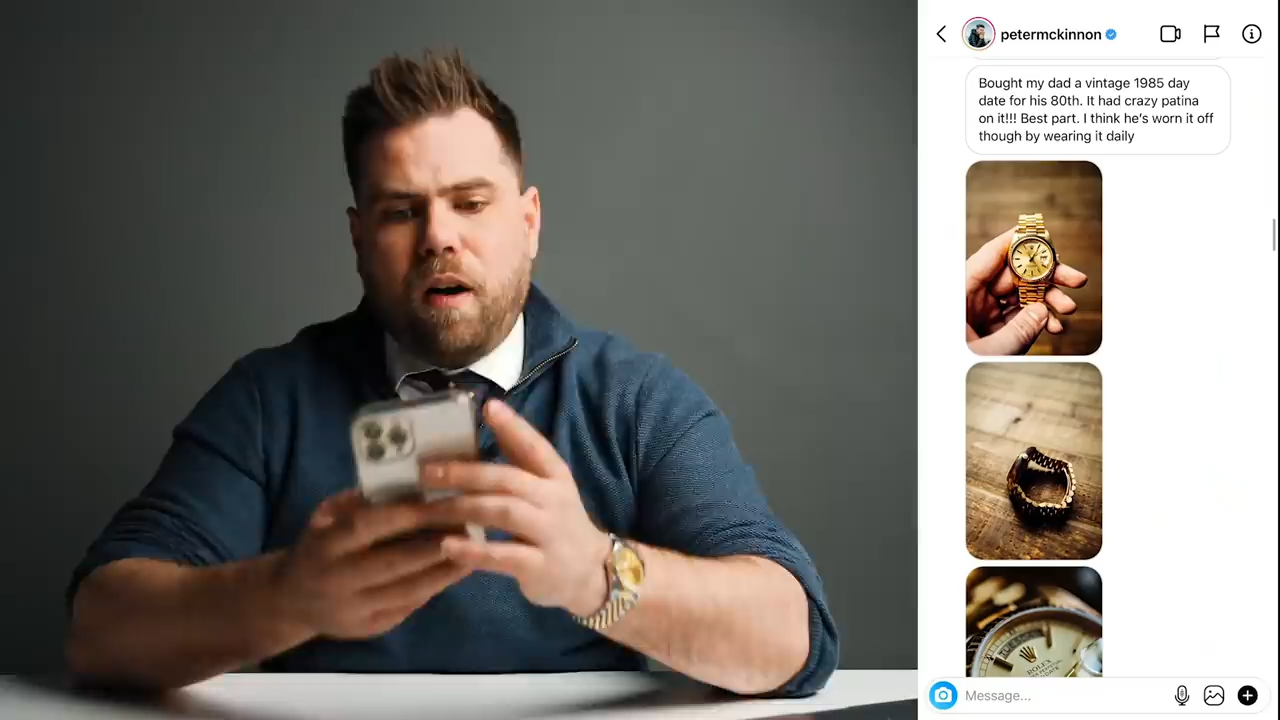 petermckinnon
Bought my dad a vintage 1985 day
date for his 80th. It had crazy patina
on it!!! Best part. I think he's worn it off
though by wearing it daily
ROLEX
Message...